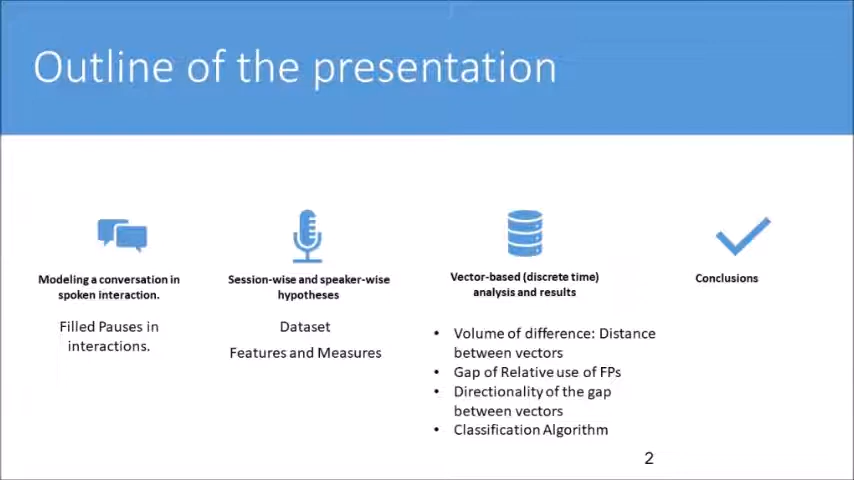 Outline of the presentation
Modeling a conversation in
spoken interaction.
Filled Pauses in
interactions.
Session-wise and speaker-wise
hypotheses
Dataset
Features and Measures
Vector-based (discrete time)
analysis and results
• Volume of difference: Distance
between vectors
• Gap of Relative use of FPs
• Directionality of the gap
between vectors
• Classification Algorithm
Conclusions
2